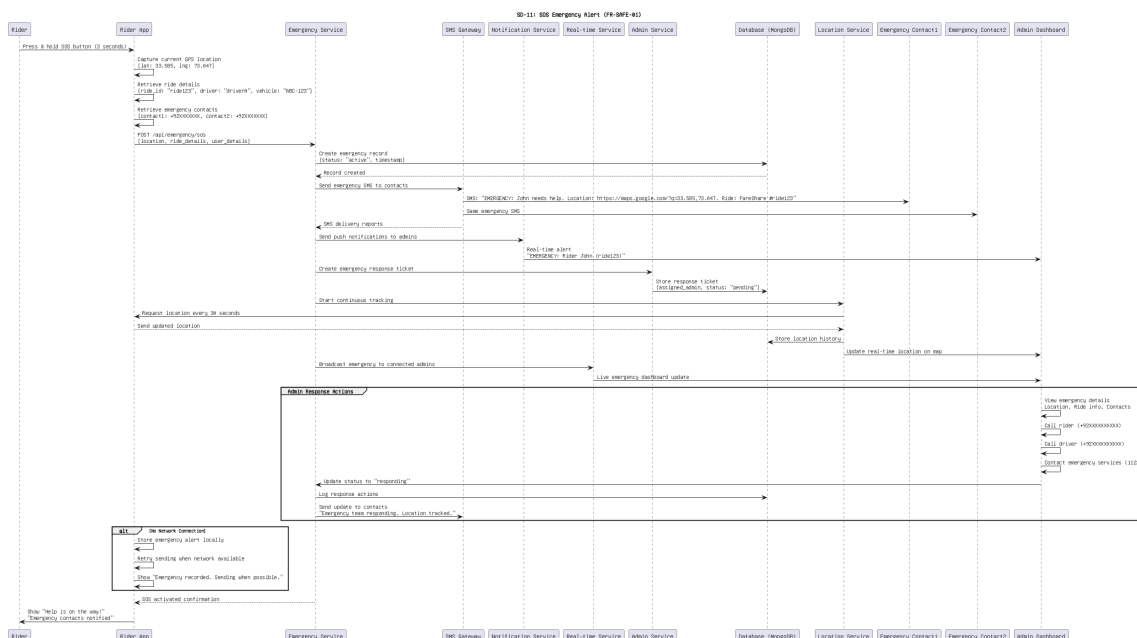 SD-11: SOS Emergency Alert (FR-SAFE-01)
Rider
Rider App
Emergency Service
SMS Gateway
Notification Service
Real-time Service
Admin Service
Database (MongoDB)
Location Service
Emergency Contact1
Emergency Contact2
Admin Dashboard
Press & hold SOS button (3 seconds)
Capture current GPS location
{lat: 33.585, lng: 73.047}
Retrieve ride details
{ride_id: "ride123", driver: "driverA", vehicle: "ABC-123"}
Retrieve emergency contacts
{contact1: +92XXXXXXX, contact2: +92XXXXXXX}
POST /api/emergency/sos
{location, ride_details, user_details}
Create emergency record
{status: "active", timestamp}
Record created
Send emergency SMS to contacts
SMS: "EMERGENCY: John needs help. Location: https://maps.google.com/?q=33.585,73.047. Ride: FareShare #ride123"
Same emergency SMS
SMS delivery reports
Send push notifications to admins
Real-time alert
"EMERGENCY: Rider John (ride123)"
Create emergency response ticket
Store response ticket
{assigned_admin, status: "pending"}
Start continuous tracking
Request location every 30 seconds
Send updated location
Store location history
Update real-time location on map
Broadcast emergency to connected admins
Live emergency dashboard update
Admin Response Actions
View emergency details
Location, Ride info, Contacts
Call rider (+92XXXXXXXXXX)
Call driver (+92XXXXXXXXXX)
Contact emergency services (112
Update status to "responding"
Log response actions
Send update to contacts
"Emergency team responding. Location tracked."
alt
[No Network Connection]
Store emergency alert locally
Retry sending when network available
Show "Emergency recorded. Sending when possible."
SOS activated confirmation
Show "Help is on the way!"
"Emergency contacts notified"
Rider
Rider App
Emergency Service
SMS Gateway
Notification Service
Real-time Service
Admin Service
Database (MongoDB)
Location Service
Emergency Contact1
Emergency Contact2
Admin Dashboard